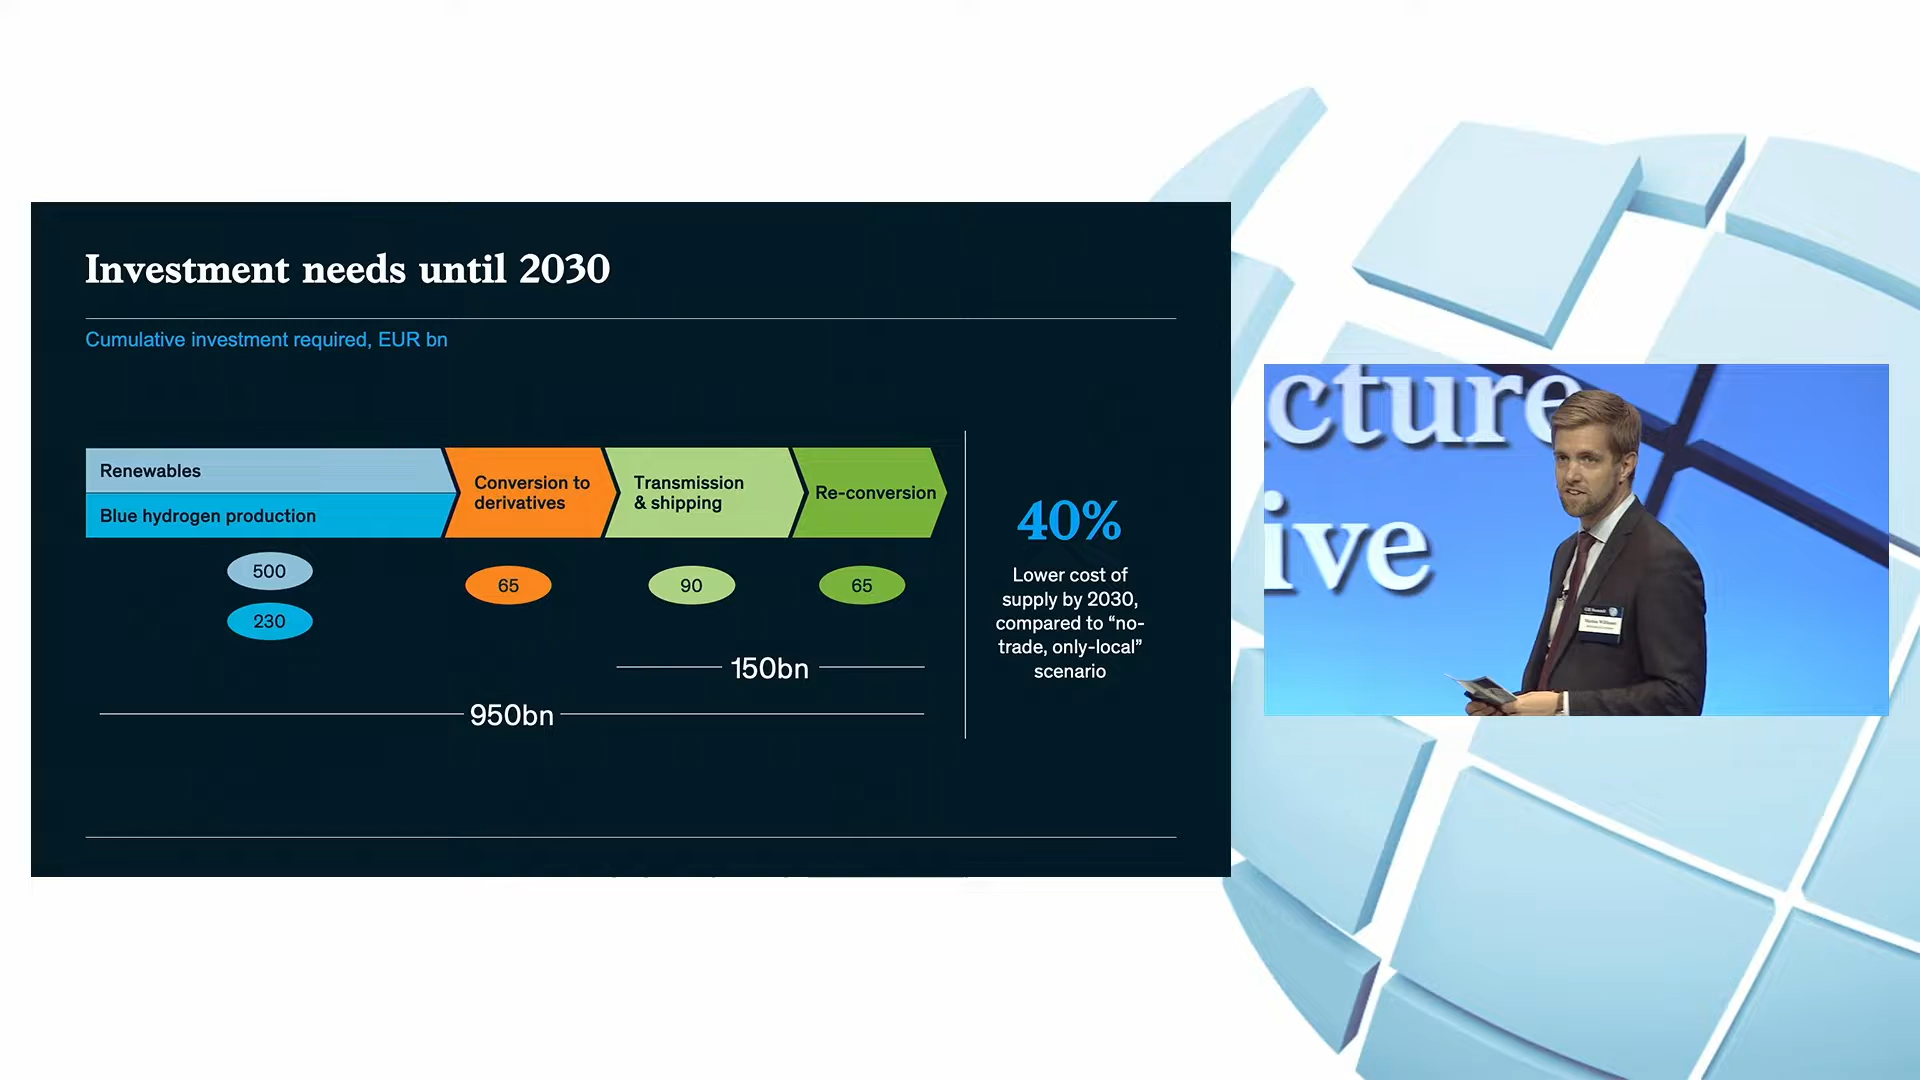 Investment needs until 2030
Cumulative investment required, EUR bn
Renewables
Blue hydrogen production
Conversion to
derivatives
Transmission
& shipping
Re-conversion
500
230
65
90
65
150bn
950bn
40%
Lower cost of
supply by 2030,
compared to “no-
trade, only-local”
scenario
cture
ive